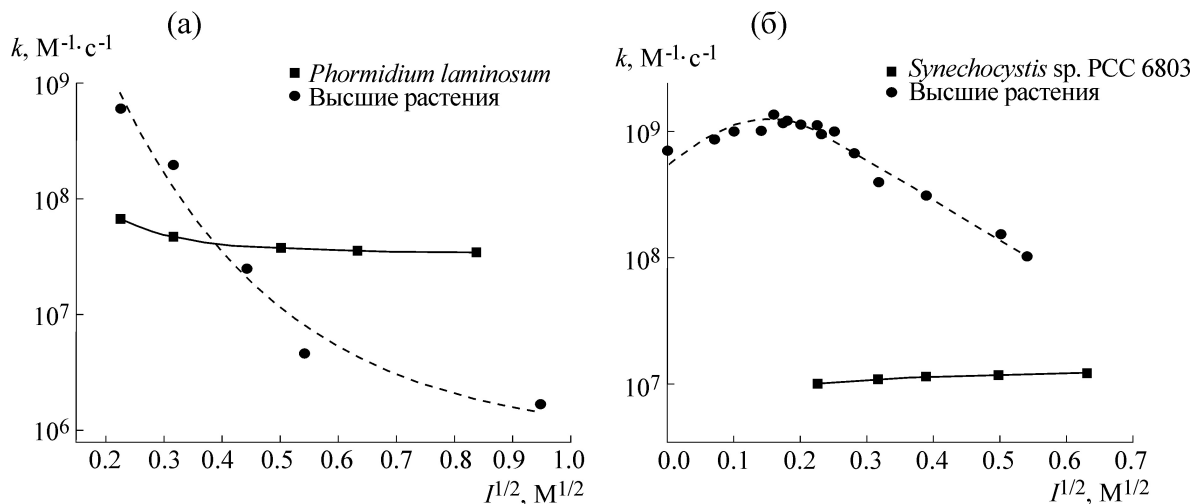 (а)
k, М⁻¹·с⁻¹
Phormidium laminosum
Высшие растения
10⁹
10⁸
10⁷
10⁶
0.2 0.3 0.4 0.5 0.6 0.7 0.8 0.9 1.0
I¹/², М¹/²
(б)
k, М⁻¹·с⁻¹
Synechocystis sp. PCC 6803
Высшие растения
10⁹
10⁸
10⁷
0.0 0.1 0.2 0.3 0.4 0.5 0.6 0.7
I¹/², М¹/²